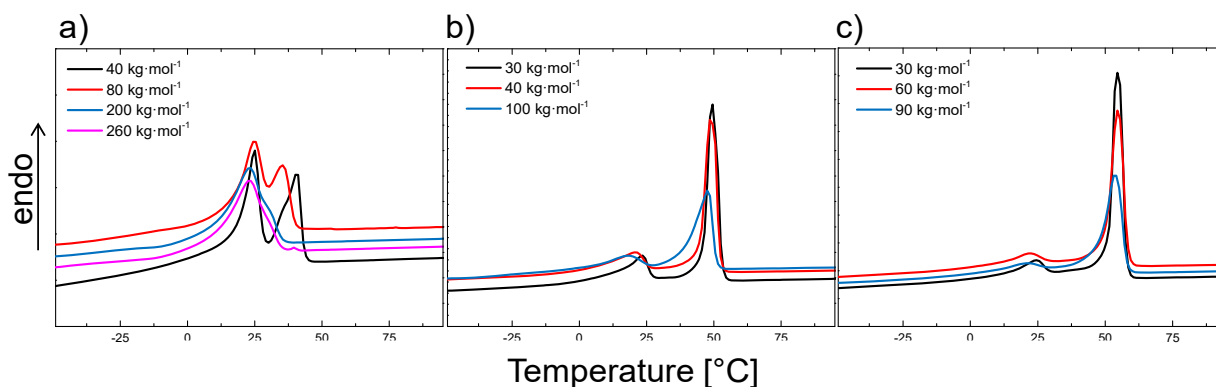 a)
40 kg·mol⁻¹
80 kg·mol⁻¹
200 kg·mol⁻¹
260 kg·mol⁻¹
b)
30 kg·mol⁻¹
40 kg·mol⁻¹
100 kg·mol⁻¹
c)
30 kg·mol⁻¹
60 kg·mol⁻¹
90 kg·mol⁻¹
endo
-25 0 25 50 75 -25 0 25 50 75 -25 0 25 50 75
Temperature [°C]